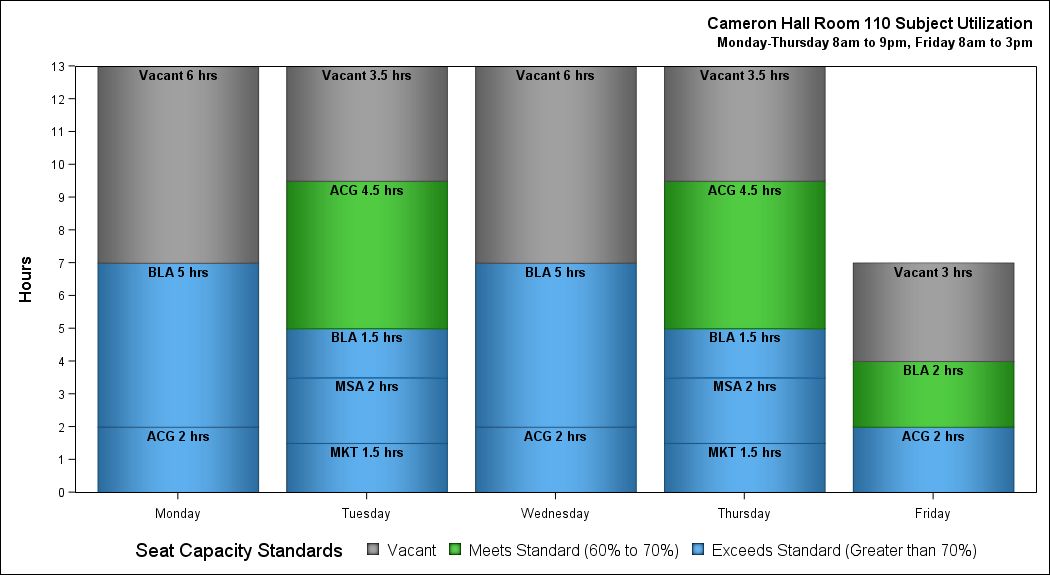 Cameron Hall Room 110 Subject Utilization
Monday-Thursday 8am to 9pm, Friday 8am to 3pm
Hours
13
12
11
10
9
8
7
6
5
4
3
2
1
0
Vacant 6 hrs
BLA 5 hrs
ACG 2 hrs
Vacant 3.5 hrs
ACG 4.5 hrs
BLA 1.5 hrs
MSA 2 hrs
MKT 1.5 hrs
Vacant 6 hrs
BLA 5 hrs
ACG 2 hrs
Vacant 3.5 hrs
ACG 4.5 hrs
BLA 1.5 hrs
MSA 2 hrs
MKT 1.5 hrs
Vacant 3 hrs
BLA 2 hrs
ACG 2 hrs
Monday Tuesday Wednesday Thursday Friday
Seat Capacity Standards Vacant Meets Standard (60% to 70%) Exceeds Standard (Greater than 70%)